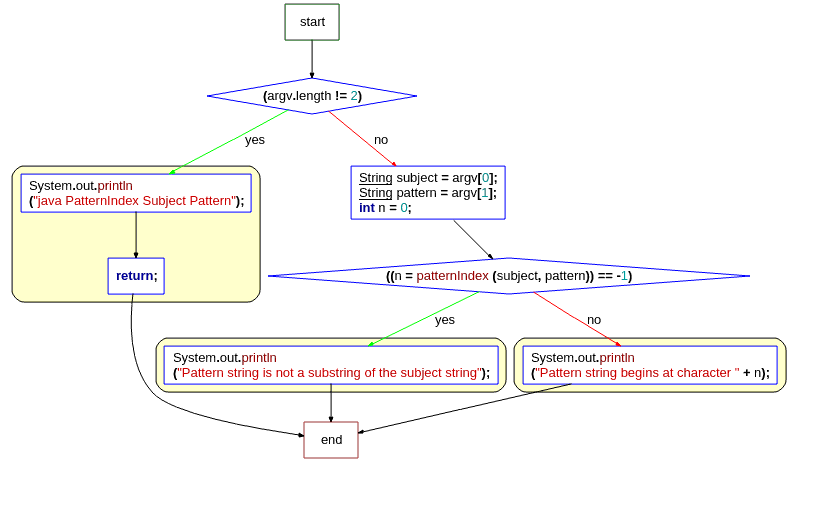 start
(argv.length != 2)
yes
no
System.out.println
("java PatternIndex Subject Pattern");
return;
String subject = argv[0];
String pattern = argv[1];
int n = 0;
((n = patternIndex (subject, pattern)) == -1)
yes
no
System.out.println
("Pattern string is not a substring of the subject string");
System.out.println
("Pattern string begins at character " + n);
end